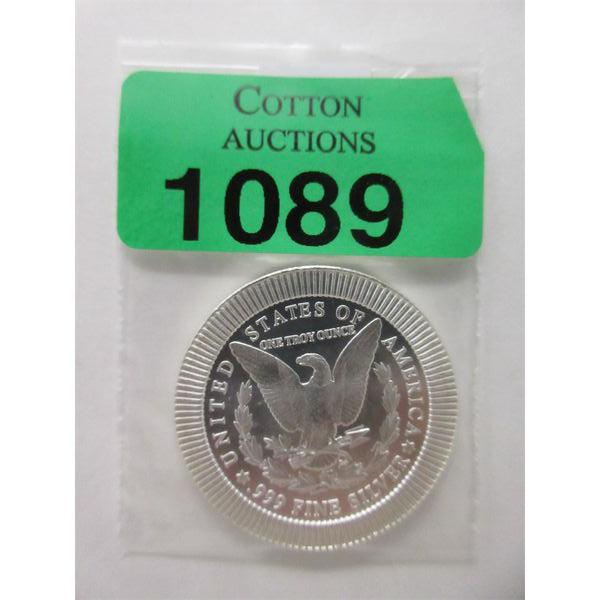 COTTON
AUCTIONS
1089
UNITED STATES OF AMERICA
ONE TROY OUNCE
.999 FINE SILVER